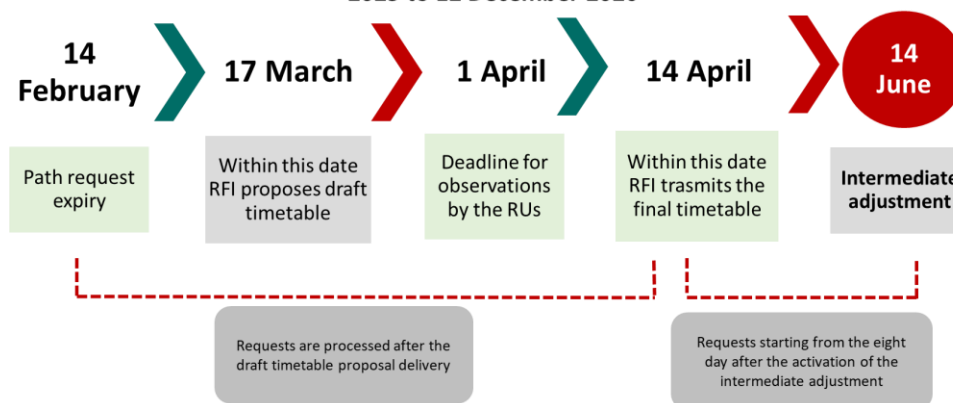 14
February
17 March
1 April
14 April
14
June
Path request
expiry
Within this date
RFI proposes draft
timetable
Deadline for
observations
by the RUs
Within this date
RFI trasmits the
final timetable
Intermediate
adjustment
Requests are processed after the
draft timetable proposal delivery
Requests starting from the eight
day after the activation of the
intermediate adjustment